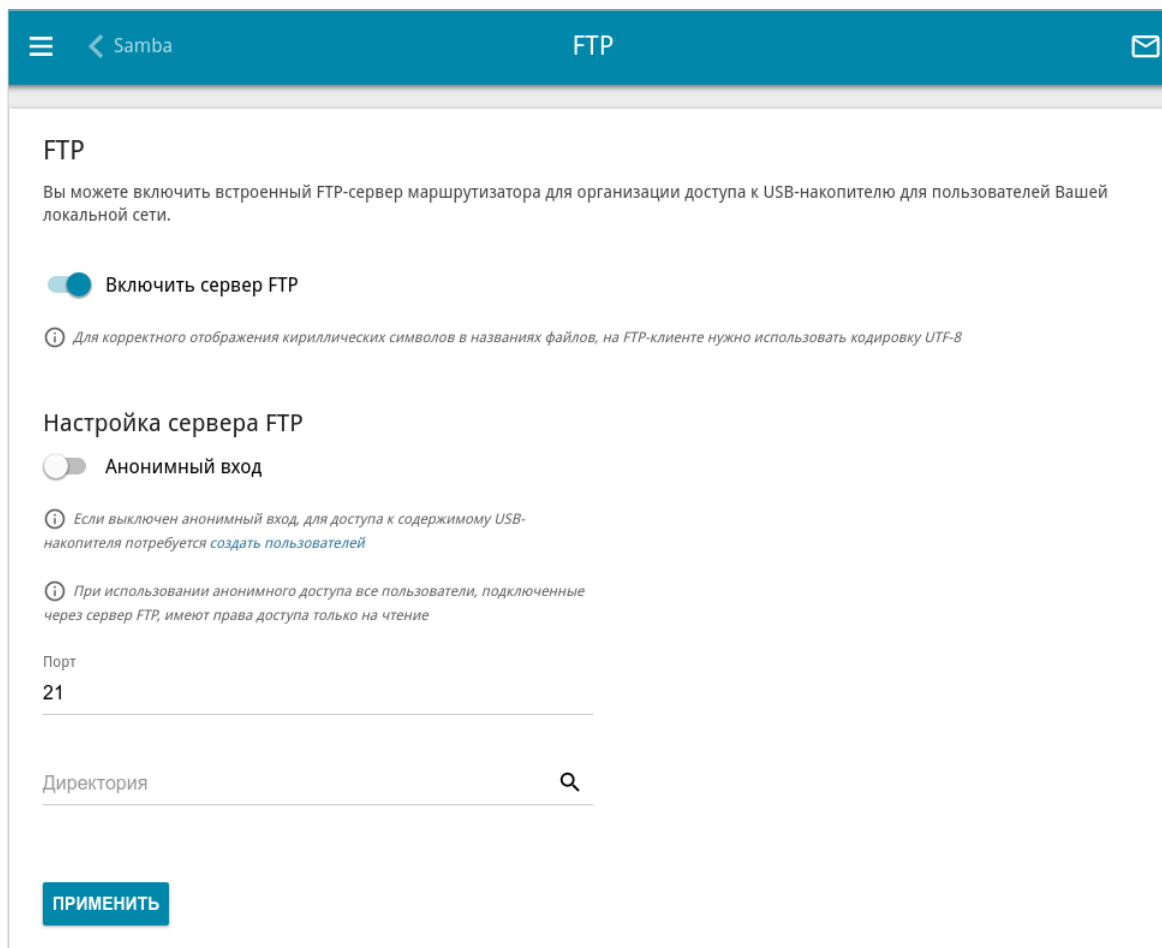 Samba
FTP
FTP
Вы можете включить встроенный FTP-сервер маршрутизатора для организации доступа к USB-накопителю для пользователей Вашей
локальной сети.
Включить сервер FTP
Для корректного отображения кириллических символов в названиях файлов, на FTP-клиенте нужно использовать кодировку UTF-8
Настройка сервера FTP
Анонимный вход
Если выключен анонимный вход, для доступа к содержимому USB-
накопителя потребуется создать пользователей
При использовании анонимного доступа все пользователи, подключенные
через сервер FTP, имеют права доступа только на чтение
Порт
21
Директория
ПРИМЕНИТЬ